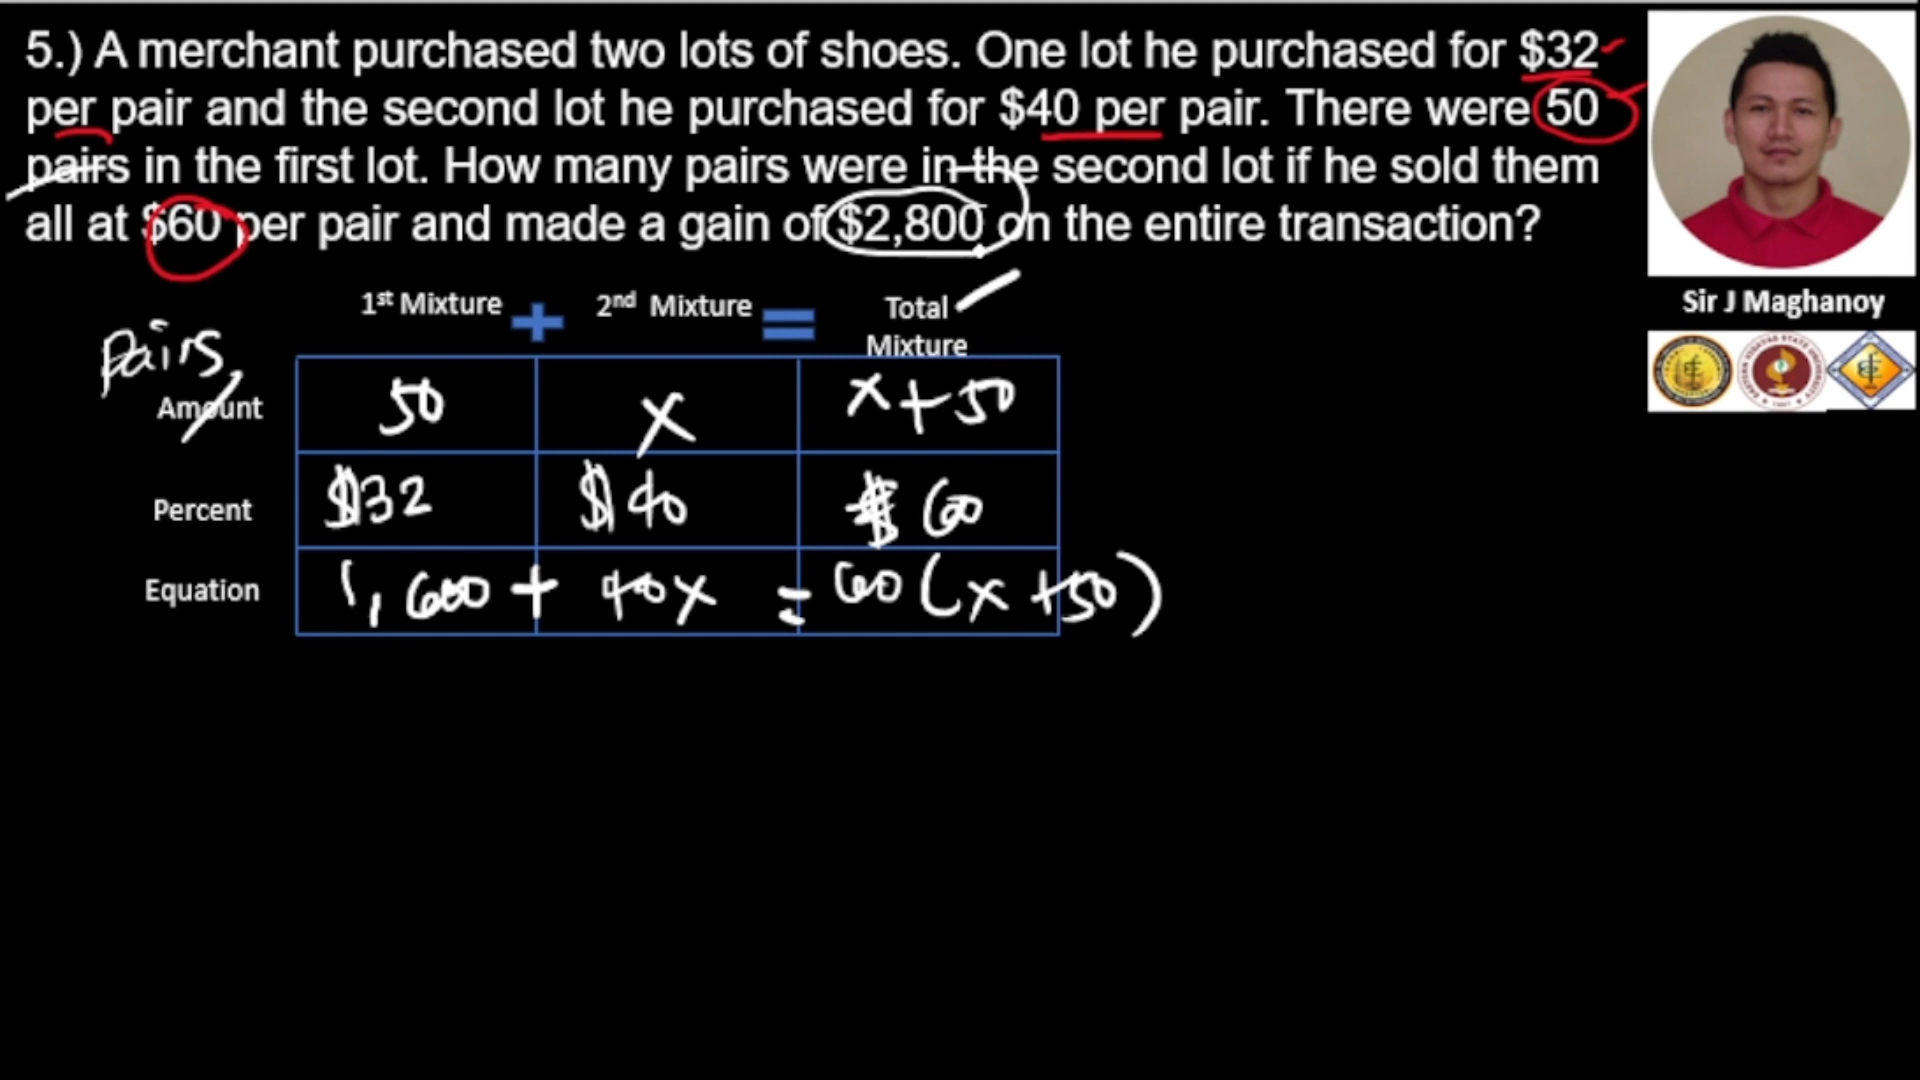 5.) A merchant purchased two lots of shoes. One lot he purchased for $32
per pair and the second lot he purchased for $40 per pair. There were 50
pairs in the first lot. How many pairs were in the second lot if he sold them
all at $60 per pair and made a gain of $2,800 on the entire transaction?
1st Mixture + 2nd Mixture = Total
Mixture
Sir J Maghanoy
pairs
Amount 50 x x+50
Percent $32 $40 $60
Equation 1,600 + 40x = 60(x+50)